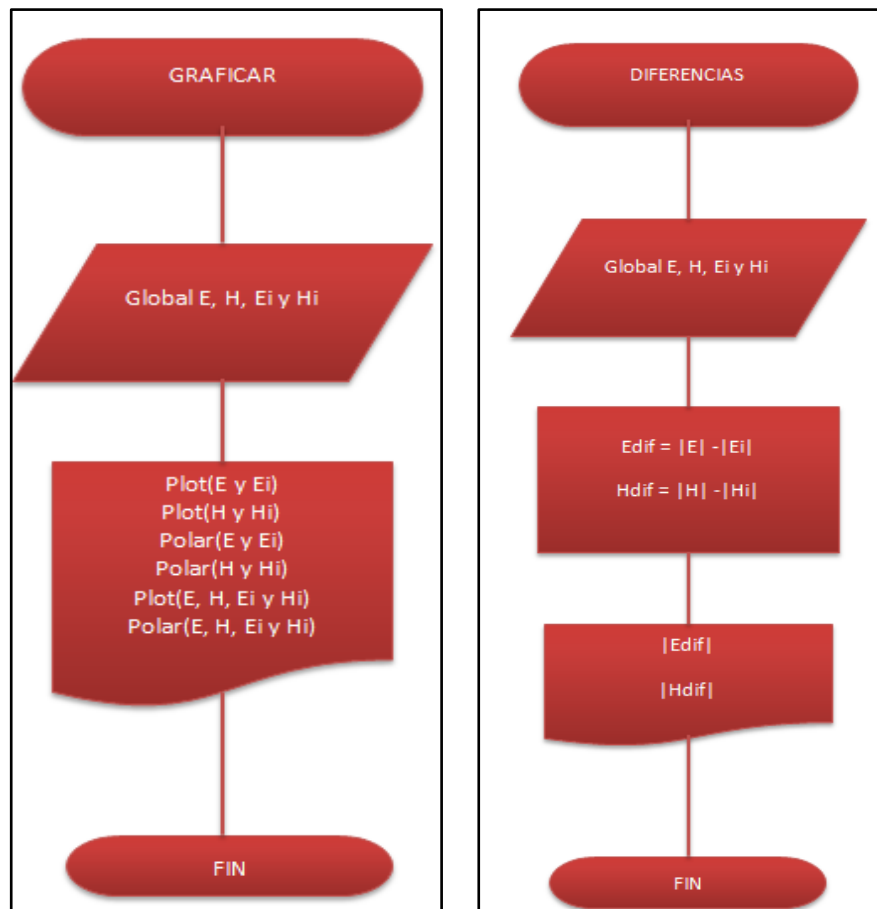 GRAFICAR
Global E, H, Ei y Hi
Plot(E y Ei)
Plot(H y Hi)
Polar(E y Ei)
Polar(H y Hi)
Plot(E, H, Ei y Hi)
Polar(E, H, Ei y Hi)
FIN
DIFERENCIAS
Global E, H, Ei y Hi
Edif = |E| -|Ei|
Hdif = |H| -|Hi|
|Edif|
|Hdif|
FIN